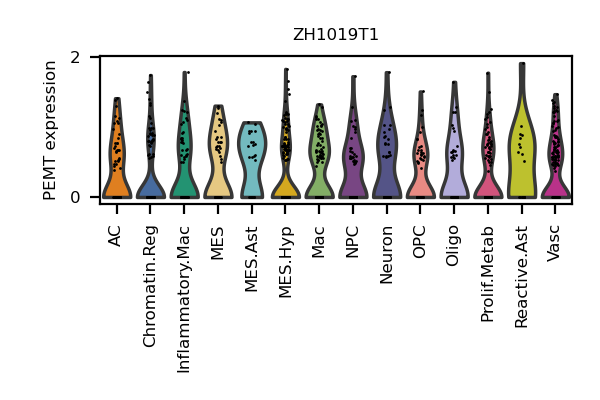 ZH1019T1
PEMT expression
2
0
AC
Chromatin.Reg
Inflammatory.Mac
MES
MES.Ast
MES.Hyp
Mac
NPC
Neuron
OPC
Oligo
Prolif.Metab
Reactive.Ast
Vasc